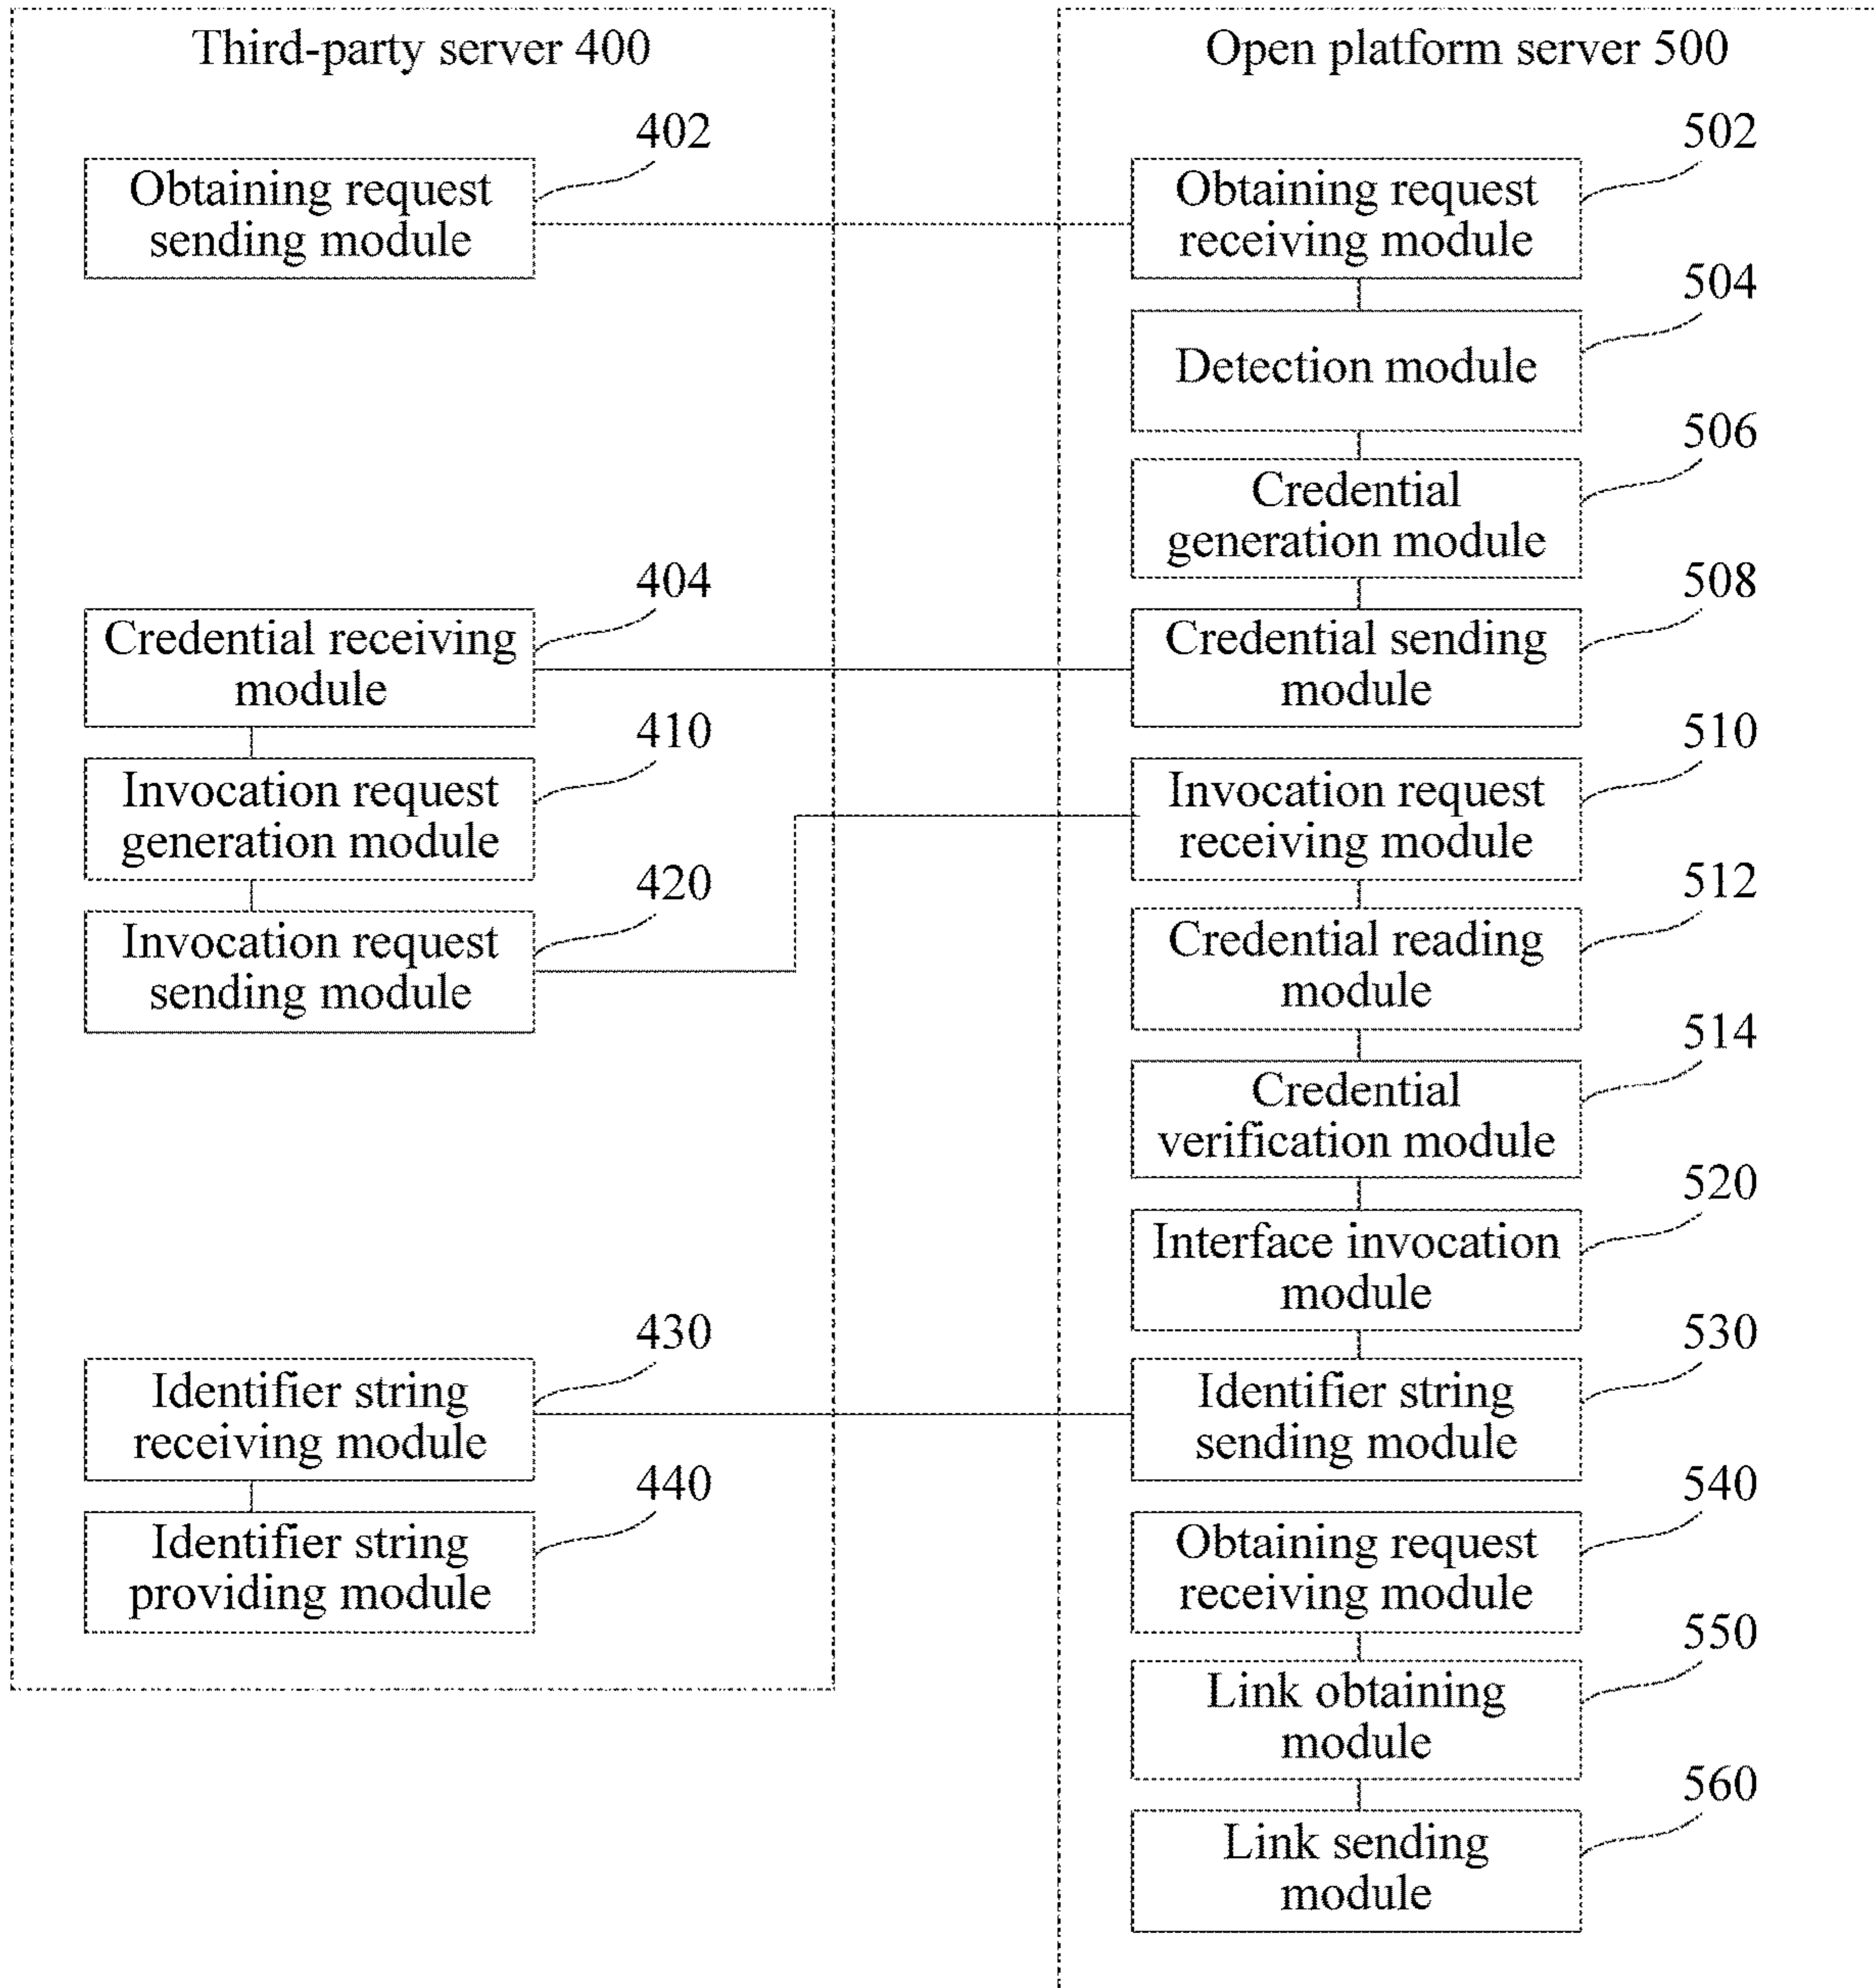 Third-party server 400
402
Obtaining request
sending module
404
Credential receiving
module
410
Invocation request
generation module
420
Invocation request
sending module
430
Identifier string
receiving module
440
Identifier string
providing module
Open platform server 500
502
Obtaining request
receiving module
504
Detection module
506
Credential
generation module
508
Credential sending
module
510
Invocation request
receiving module
512
Credential reading
module
514
Credential
verification module
520
Interface invocation
module
530
Identifier string
sending module
540
Obtaining request
receiving module
550
Link obtaining
module
560
Link sending
module